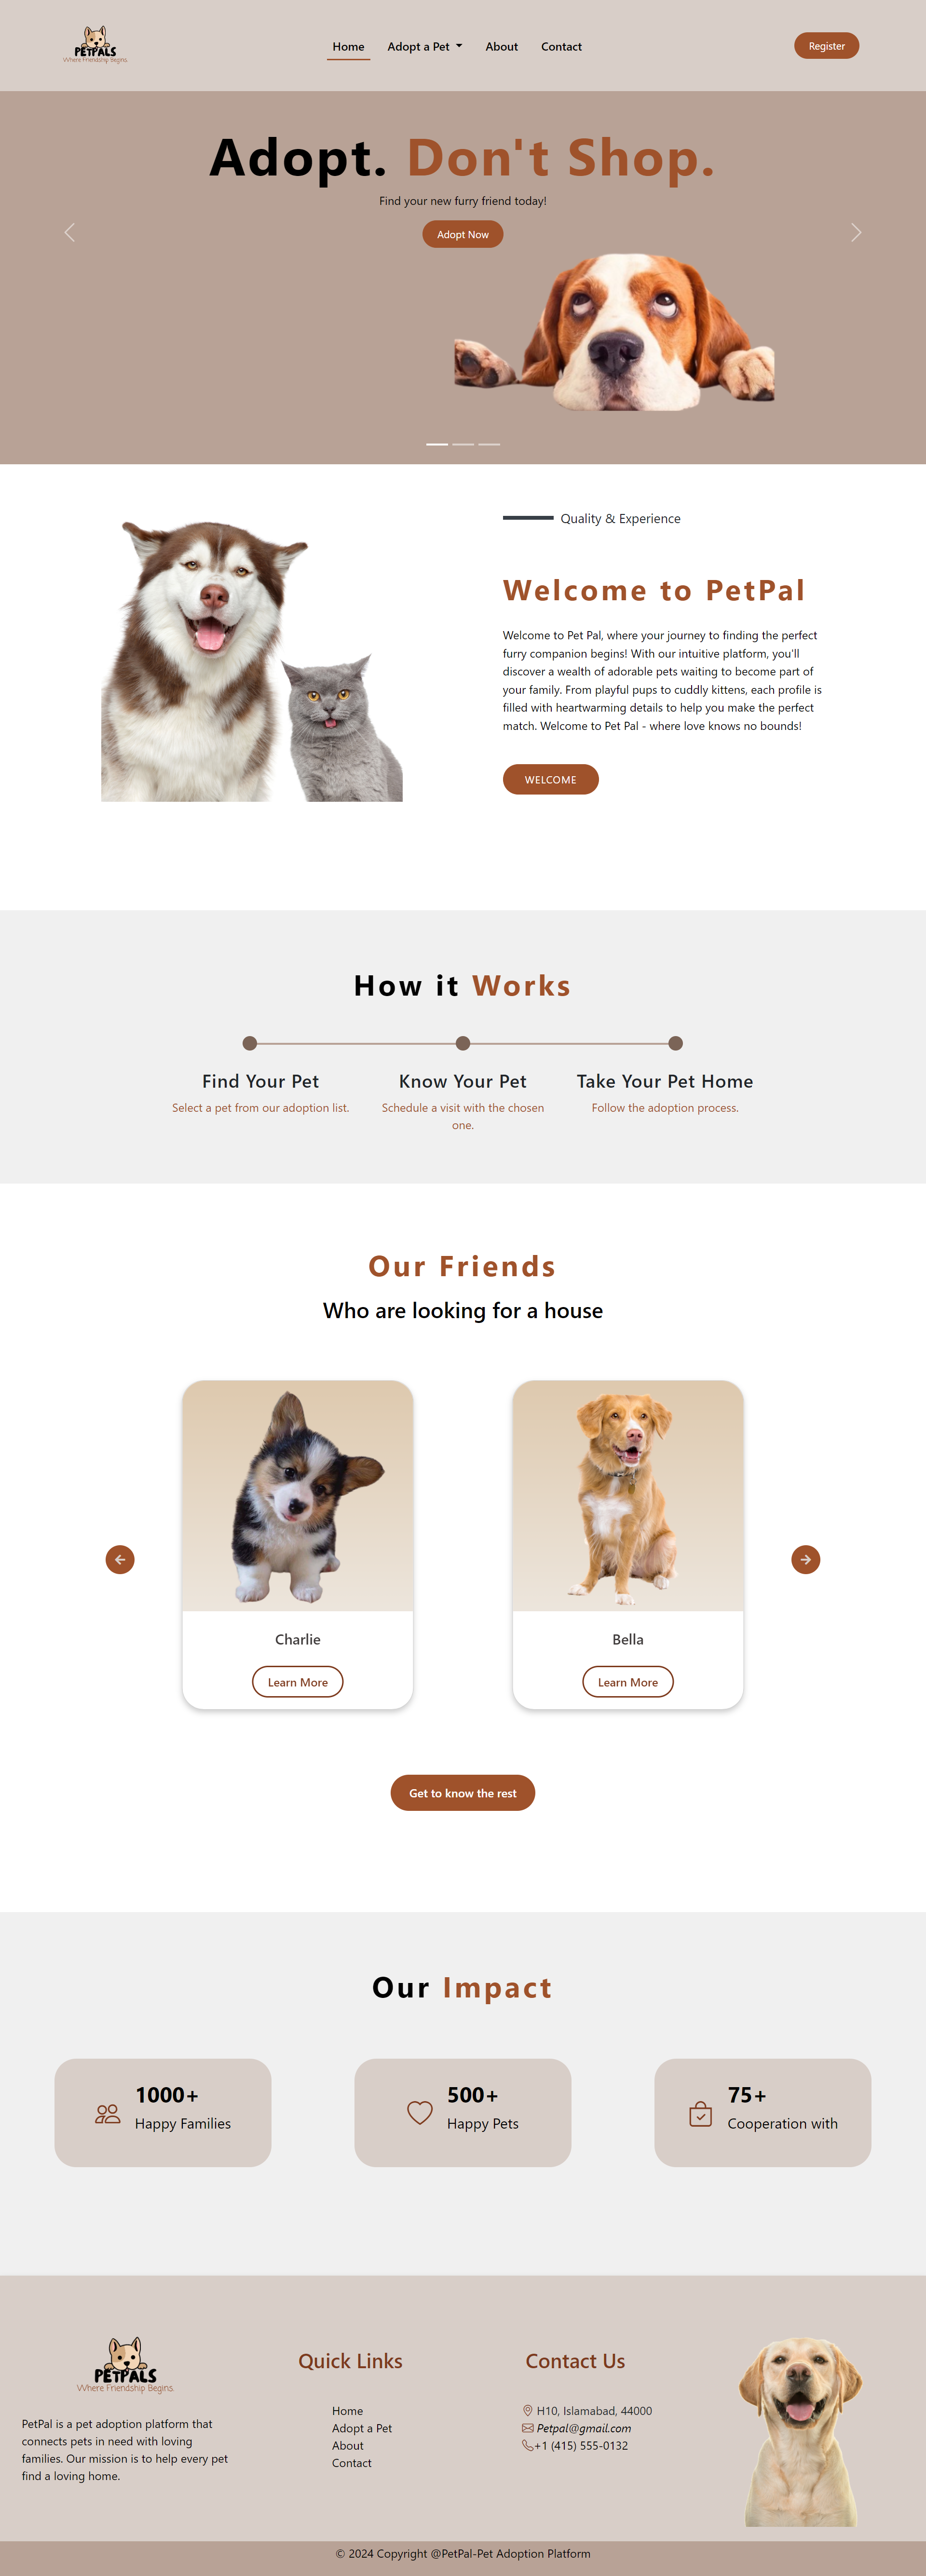 PETPALS
Where Friendship Begins.
Home
Adopt a Pet
About
Contact
Register
Adopt. Don't Shop.
Find your new furry friend today!
Adopt Now
Quality & Experience
Welcome to PetPal
Welcome to Pet Pal, where your journey to finding the perfect
furry companion begins! With our intuitive platform, you'll
discover a wealth of adorable pets waiting to become part of
your family. From playful pups to cuddly kittens, each profile is
filled with heartwarming details to help you make the perfect
match. Welcome to Pet Pal - where love knows no bounds!
WELCOME
How it Works
Find Your Pet
Select a pet from our adoption list.
Know Your Pet
Schedule a visit with the chosen
one.
Take Your Pet Home
Follow the adoption process.
Our Friends
Who are looking for a house
Charlie
Learn More
Bella
Learn More
Get to know the rest
Our Impact
1000+
Happy Families
500+
Happy Pets
75+
Cooperation with
PETPALS
Where Friendship Begins.
PetPal is a pet adoption platform that
connects pets in need with loving
families. Our mission is to help every pet
find a loving home.
Quick Links
Home
Adopt a Pet
About
Contact
Contact Us
H10, Islamabad, 44000
Petpal@gmail.com
+1 (415) 555-0132
© 2024 Copyright @PetPal-Pet Adoption Platform